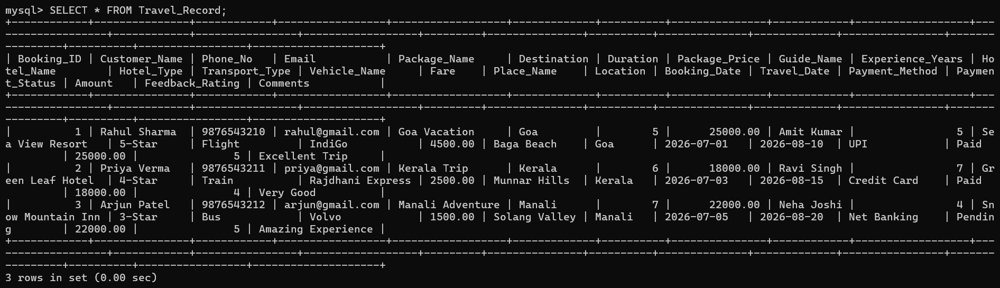 mysql> SELECT * FROM Travel_Record;
+------------+---------------+------------+-----------------+------------------+-------------+----------+---------------+------------+------------------+---
----------------+------------+----------------+------------------+---------+---------------+----------+--------------+-------------+----------------+-------
---------+----------+-----------------+--------------------+
| Booking_ID | Customer_Name | Phone_No   | Email           | Package_Name     | Destination | Duration | Package_Price | Guide_Name | Experience_Years | Ho
tel_Name        | Hotel_Type | Transport_Type | Vehicle_Name     | Fare    | Place_Name    | Location | Booking_Date | Travel_Date | Payment_Method | Paymen
t_Status | Amount   | Feedback_Rating | Comments           |
+------------+---------------+------------+-----------------+------------------+-------------+----------+---------------+------------+------------------+---
----------------+------------+----------------+------------------+---------+---------------+----------+--------------+-------------+----------------+-------
---------+----------+-----------------+--------------------+
|          1 | Rahul Sharma  | 9876543210 | rahul@gmail.com | Goa Vacation     | Goa         |        5 |      25000.00 | Amit Kumar |                5 | Se
a View Resort   | 5-Star     | Flight         | IndiGo           | 4500.00 | Baga Beach    | Goa      | 2026-07-01   | 2026-08-10  | UPI            | Paid
         | 25000.00 |               5 | Excellent Trip     |
|          2 | Priya Verma   | 9876543211 | priya@gmail.com | Kerala Trip      | Kerala      |        6 |      18000.00 | Ravi Singh |                7 | Gr
een Leaf Hotel  | 4-Star     | Train          | Rajdhani Express | 2500.00 | Munnar Hills  | Kerala   | 2026-07-03   | 2026-08-15  | Credit Card    | Paid
         | 18000.00 |               4 | Very Good          |
|          3 | Arjun Patel   | 9876543212 | arjun@gmail.com | Manali Adventure | Manali      |        7 |      22000.00 | Neha Joshi |                4 | Sn
ow Mountain Inn | 3-Star     | Bus            | Volvo            | 1500.00 | Solang Valley | Manali   | 2026-07-05   | 2026-08-20  | Net Banking    | Pendin
g        | 22000.00 |               5 | Amazing Experience |
+------------+---------------+------------+-----------------+------------------+-------------+----------+---------------+------------+------------------+---
----------------+------------+----------------+------------------+---------+---------------+----------+--------------+-------------+----------------+-------
---------+----------+-----------------+--------------------+
3 rows in set (0.00 sec)